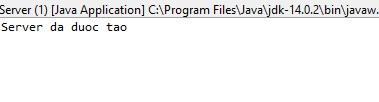 Server (1) [Java Application] C:\Program Files\Java\jdk-14.0.2\bin\javaw.
Server da duoc tao